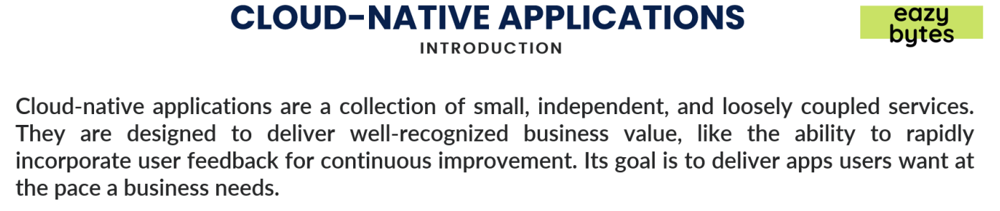 CLOUD-NATIVE APPLICATIONS
INTRODUCTION
eazy
bytes
Cloud-native applications are a collection of small, independent, and loosely coupled services.
They are designed to deliver well-recognized business value, like the ability to rapidly
incorporate user feedback for continuous improvement. Its goal is to deliver apps users want at
the pace a business needs.